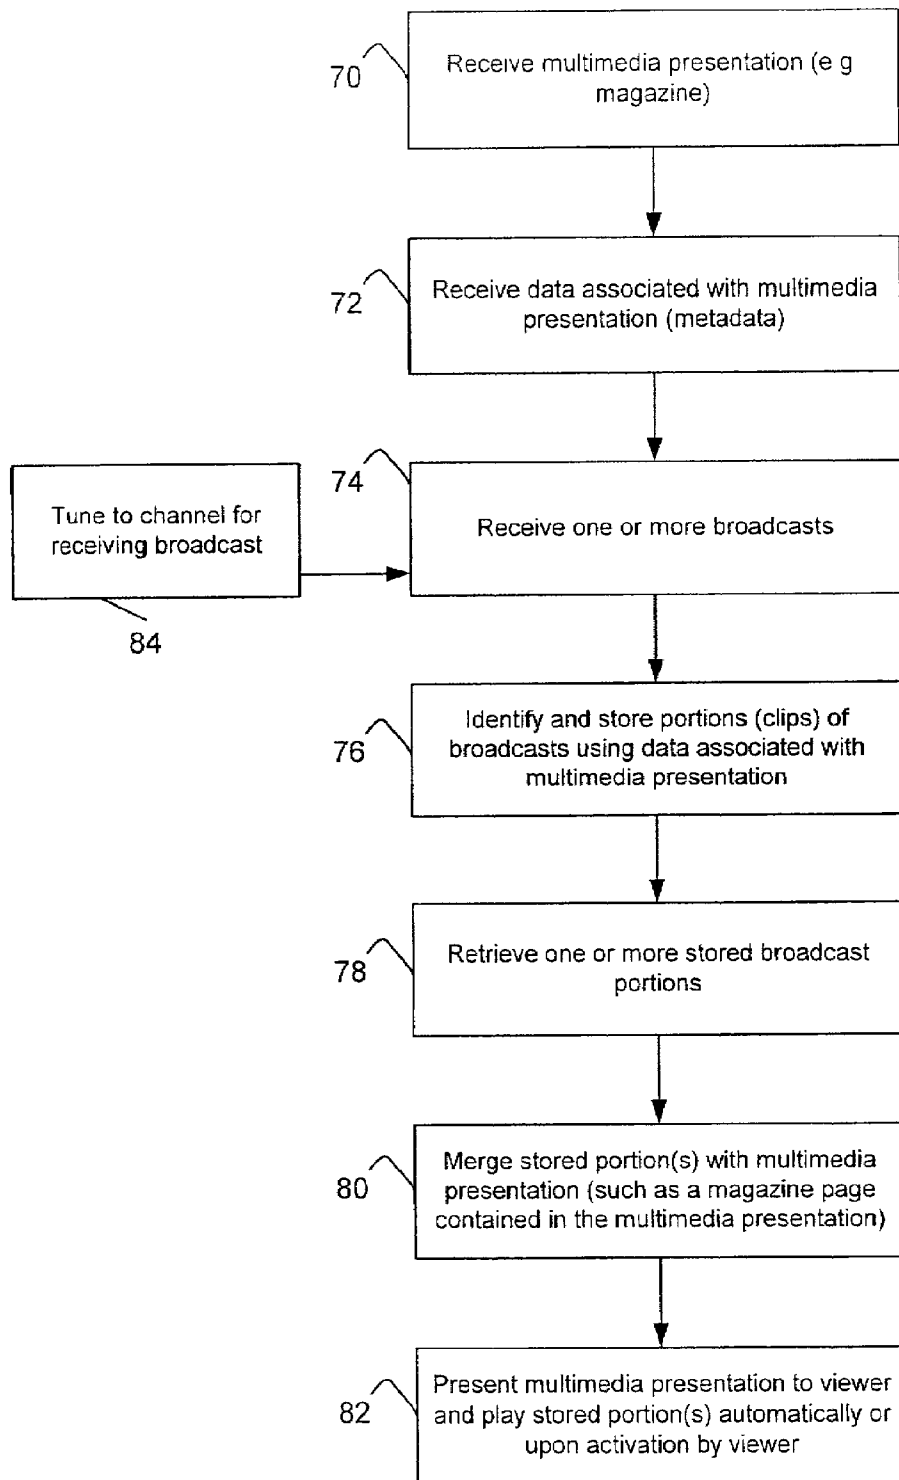 70
Receive multimedia presentation (e g
magazine)
72
Receive data associated with multimedia
presentation (metadata)
74
Receive one or more broadcasts
Tune to channel for
receiving broadcast
84
76
Identify and store portions (clips) of
broadcasts using data associated with
multimedia presentation
78
Retrieve one or more stored broadcast
portions
80
Merge stored portion(s) with multimedia
presentation (such as a magazine page
contained in the multimedia presentation)
82
Present multimedia presentation to viewer
and play stored portion(s) automatically or
upon activation by viewer